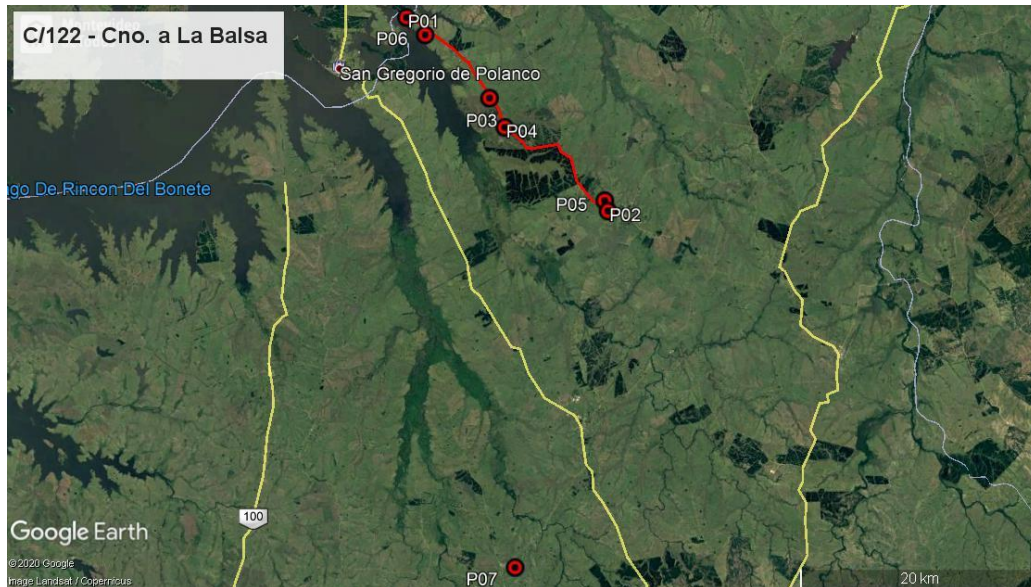 C/122 - Cno. a La Balsa
P01
P06
San Gregorio de Polanco
P03
P04
go De Rincon Del Bonete
P05
P02
100
Google Earth
©2020 Google
Image Landsat / Copernicus
P07
20 km